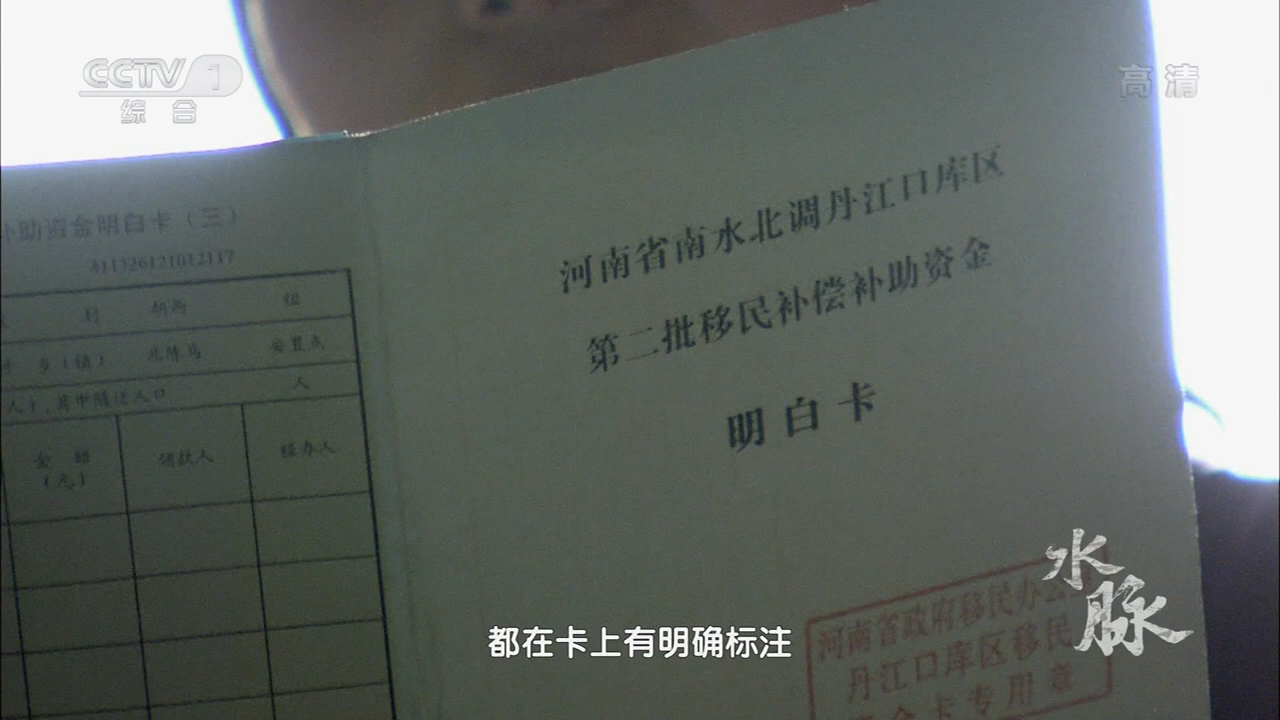 CCTV 1
综合
高清
补助资金明白卡（三）
411326121012117
村 胡西 组
乡（镇） 北陈马 安置点
人），其中随迁人口 人
金额（元） 领款人 经办人
河南省南水北调丹江口库区
第二批移民补偿补助资金
明白卡
河南省政府移民办公
丹江口库区移民
资金卡专用章
水脉
都在卡上有明确标注